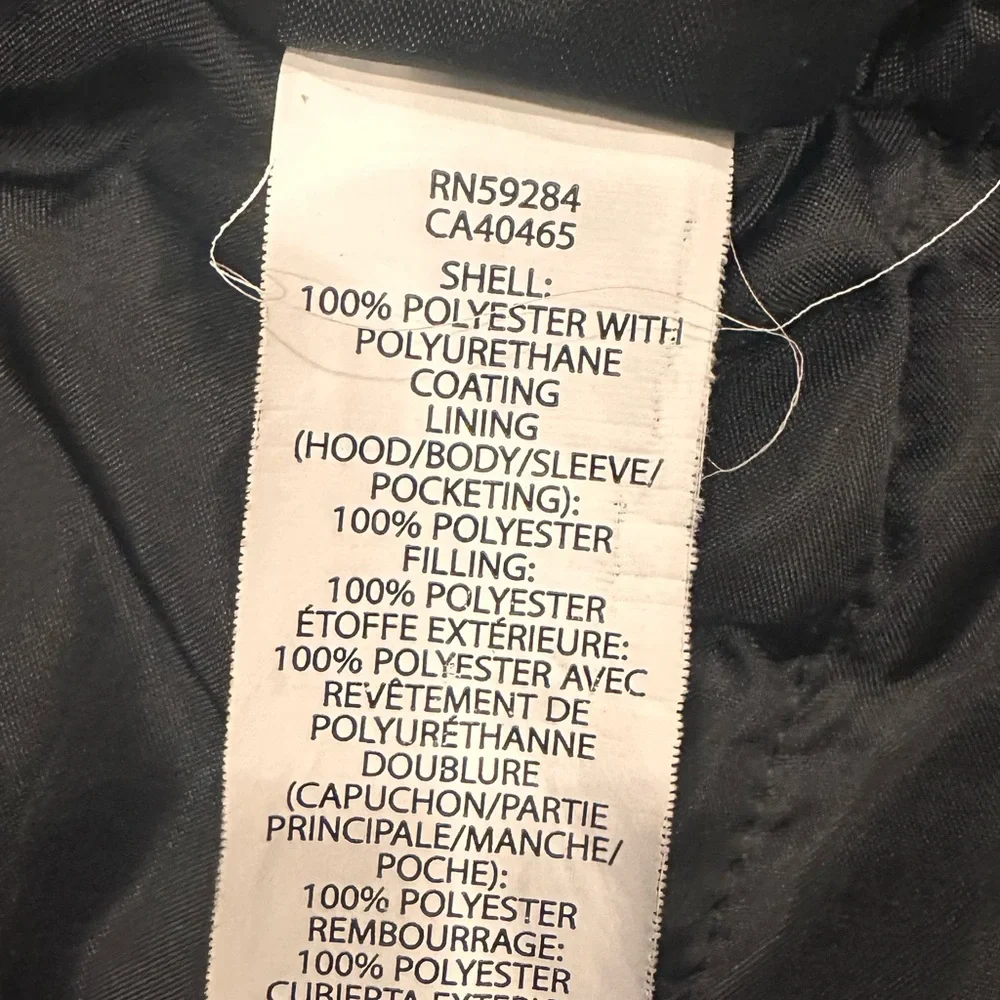 RN59284
CA40465
SHELL:
100% POLYESTER WITH
POLYURETHANE
COATING
LINING
(HOOD/BODY/SLEEVE/
POCKETING):
100% POLYESTER
FILLING:
100% POLYESTER
ÉTOFFE EXTÉRIEURE:
100% POLYESTER AVEC
REVÊTEMENT DE
POLYURÉTHANNE
DOUBLURE
(CAPUCHON/PARTIE
PRINCIPALE/MANCHE/
POCHE):
100% POLYESTER
REMBOURRAGE:
100% POLYESTER
CUBIERTA